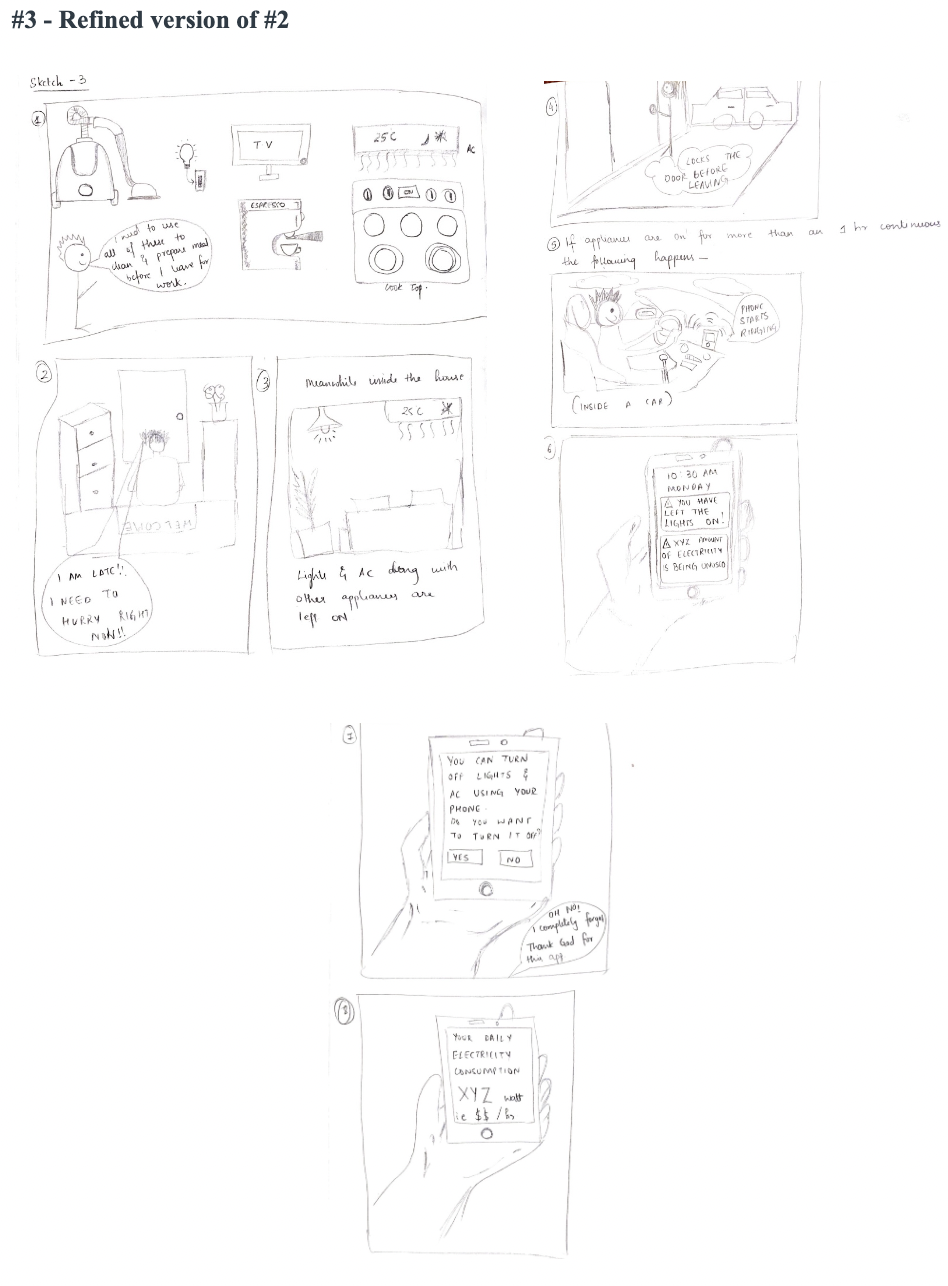 #3 - Refined version of #2
Sketch - 3
1
TV
25C
AC
ESPRESSO
ON
I need to use
all of these to
clean & prepare meal
before I leave for
work.
Cook Top.
2
WELCOME
I AM LATE!!
I NEED TO
HURRY RIGHT
NOW!!
3
Meanwhile inside the house
25C
Lights & AC along with
other appliances are
left on
4
LOCKS THE
DOOR BEFORE
LEAVING
5 If appliances are on for more than an 1 hr continuous
the following happens —
PHONE
STARTS
RINGING
(INSIDE A CAR)
6
10:30 AM
MONDAY
⚠ YOU HAVE
LEFT THE
LIGHTS ON!
⚠ XYZ AMOUNT
OF ELECTRICITY
IS BEING UNUSED
7
YOU CAN TURN
OFF LIGHTS &
AC USING YOUR
PHONE.
DO YOU WANT
TO TURN IT OFF?
YES NO
OH NO!
I completely forgot
Thank God for
this app
8
YOUR DAILY
ELECTRICITY
CONSUMPTION
XYZ watt
i.e $$ /hs